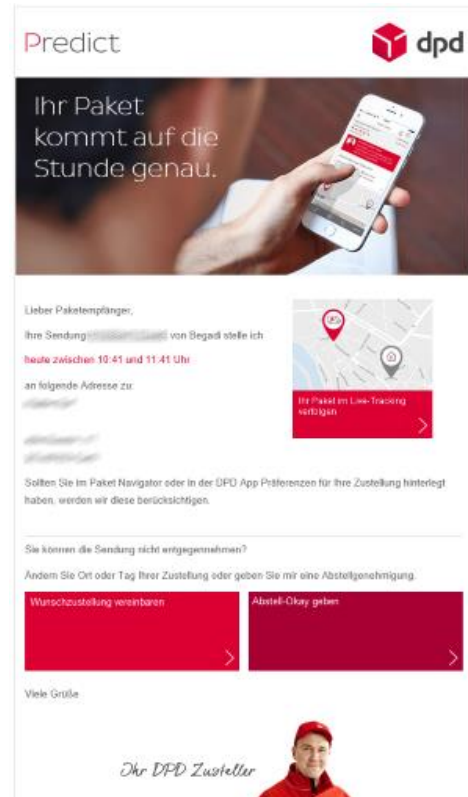 Predict
dpd
Ihr Paket
kommt auf die
Stunde genau.
Lieber Paketempfänger,
Ihre Sendung von Begadi stelle ich
heute zwischen 10:41 und 11:41 Uhr
an folgende Adresse zu:
Ihr Paket im Live-Tracking
verfolgen
Sollten Sie im Paket Navigator oder in der DPD App Präferenzen für Ihre Zustellung hinterlegt
haben, werden wir diese berücksichtigen.
Sie können die Sendung nicht entgegennehmen?
Ändern Sie Ort oder Tag Ihrer Zustellung oder geben Sie mir eine Abstellgenehmigung.
Wunschzustellung vereinbaren
Abstell-Okay geben
Viele Grüße
Ihr DPD Zusteller